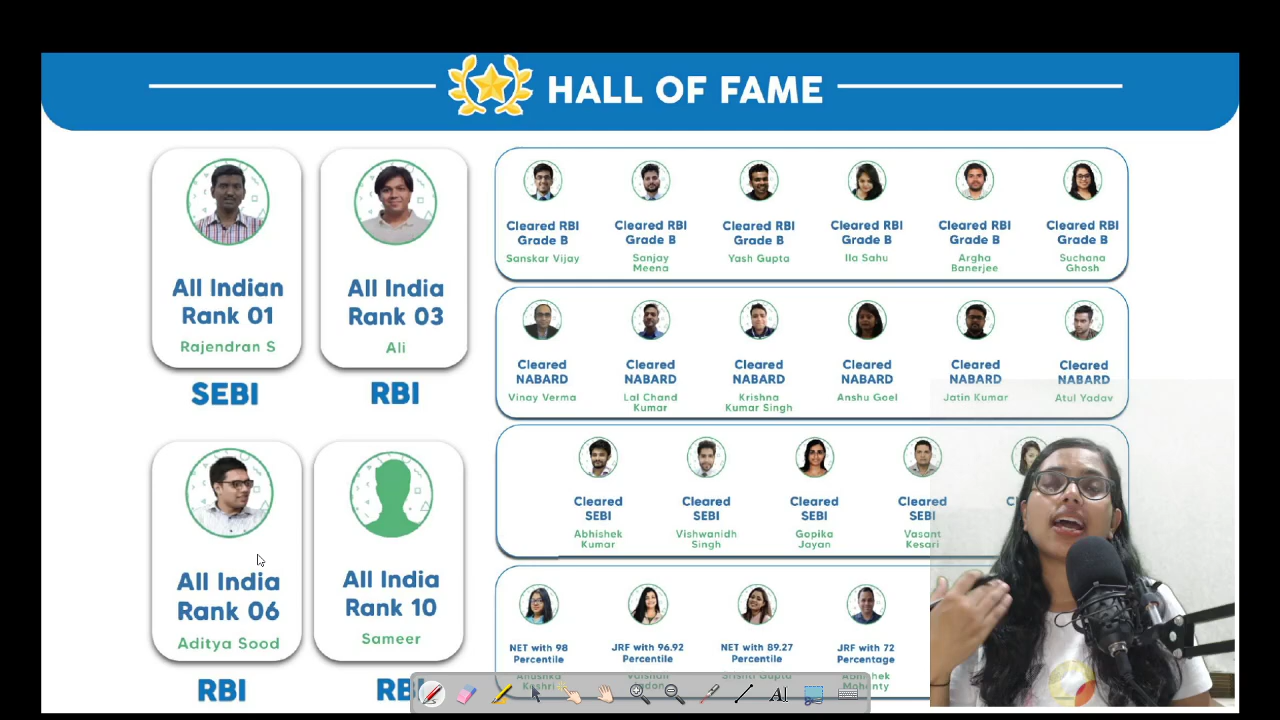 HALL OF FAME
All Indian
Rank 01
Rajendran S
SEBI
All India
Rank 03
Ali
RBI
All India
Rank 06
Aditya Sood
RBI
All India
Rank 10
Sameer
Cleared RBI
Grade B
Sanskar Vijay
Cleared RBI
Grade B
Sanjay
Meena
Cleared RBI
Grade B
Yash Gupta
Cleared RBI
Grade B
Ila Sahu
Cleared RBI
Grade B
Argha
Banerjee
Cleared RBI
Grade B
Suchana
Ghosh
Cleared
NABARD
Vinay Verma
Cleared
NABARD
Lal Chand
Kumar
Cleared
NABARD
Krishna
Kumar Singh
Cleared
NABARD
Anshu Goel
Cleared
NABARD
Jatin Kumar
Cleared
NABARD
Atul Yadav
Cleared
SEBI
Abhishek
Kumar
Cleared
SEBI
Vishwanidh
Singh
Cleared
SEBI
Gopika
Jayan
Cleared
SEBI
Vasant
Kesari
NET with 98
Percentile
JRF with 96.92
Percentile
NET with 89.27
Percentile
Srishti Gupta
JRF with 72
Percentage
Abhishek
Mohanty